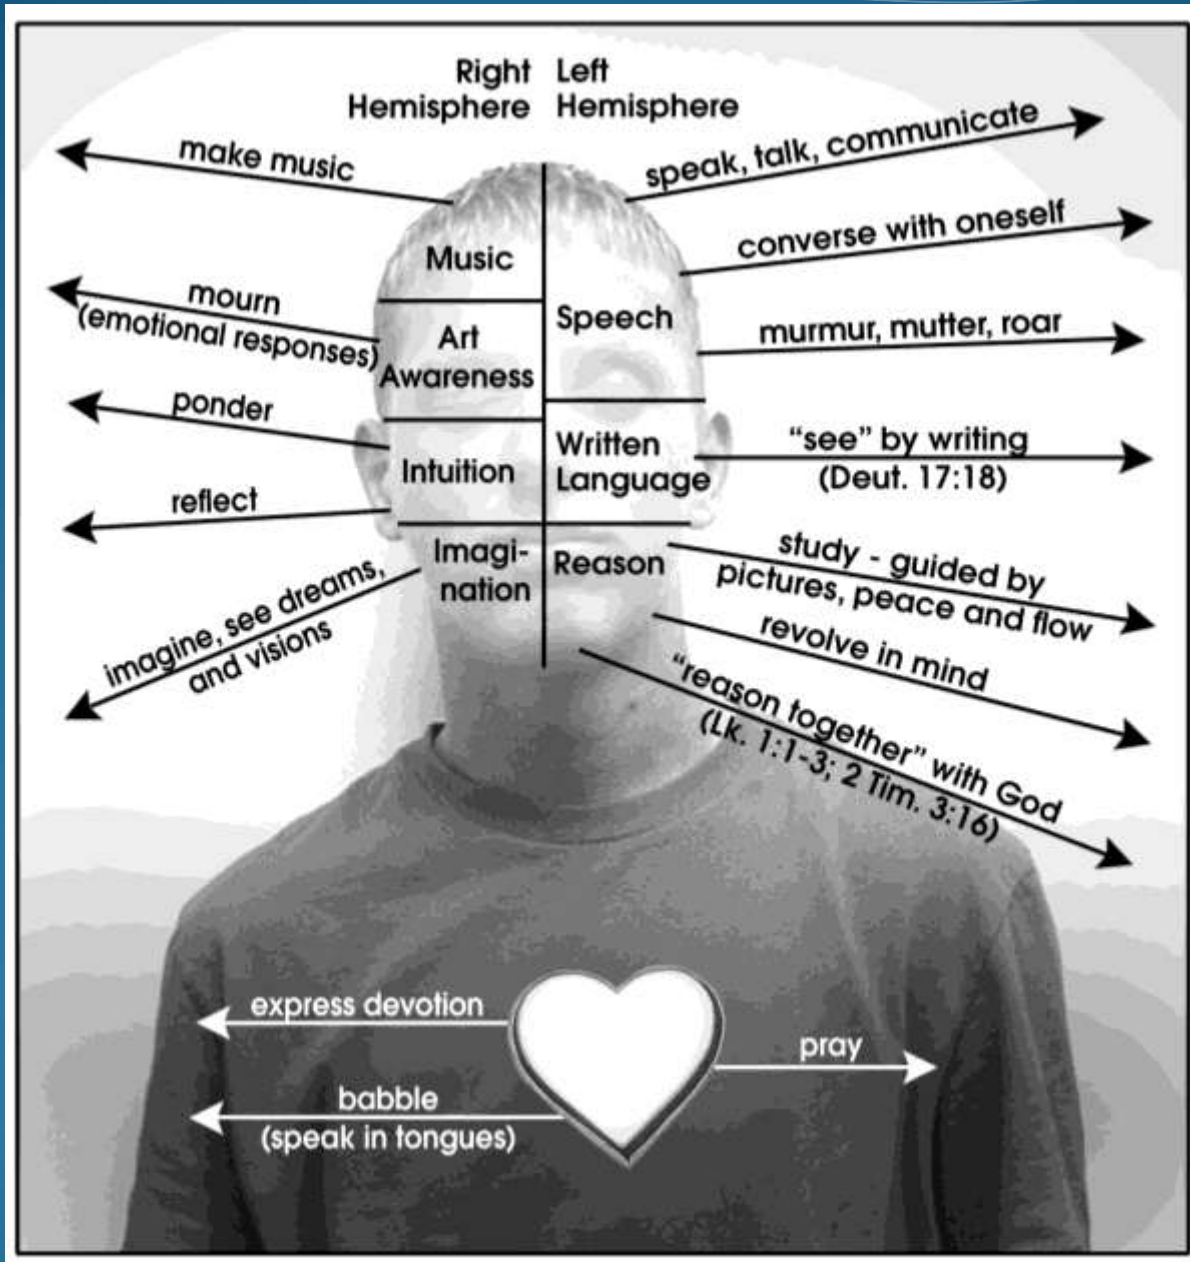 Right
Hemisphere
Left
Hemisphere
make music
mourn
(emotional responses)
ponder
reflect
imagine, see dreams,
and visions
Music
Art
Awareness
Intuition
Imagi-
nation
Speech
Written
Language
Reason
speak, talk, communicate
converse with oneself
murmur, mutter, roar
“see” by writing
(Deut. 17:18)
study - guided by
pictures, peace and flow
revolve in mind
“reason together” with God
(Lk. 1:1-3; 2 Tim. 3:16)
express devotion
babble
(speak in tongues)
pray